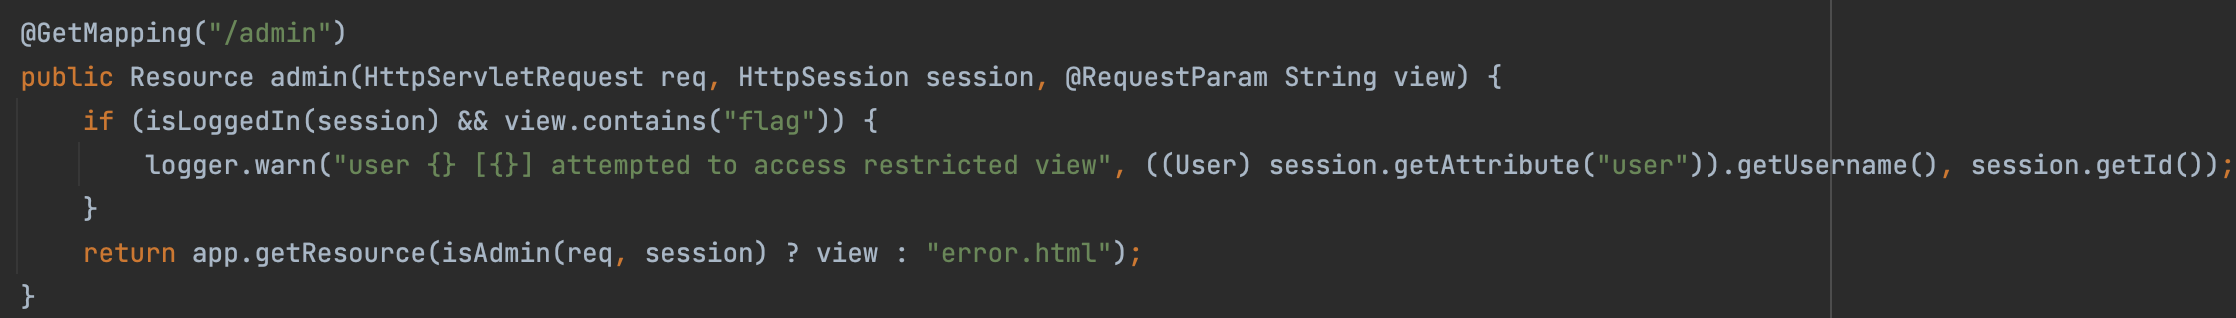 @GetMapping("/admin")
public Resource admin(HttpServletRequest req, HttpSession session, @RequestParam String view) {
    if (isLoggedIn(session) && view.contains("flag")) {
        logger.warn("user {} [{}] attempted to access restricted view", ((User) session.getAttribute("user")).getUsername(), session.getId());
    }
    return app.getResource(isAdmin(req, session) ? view : "error.html");
}